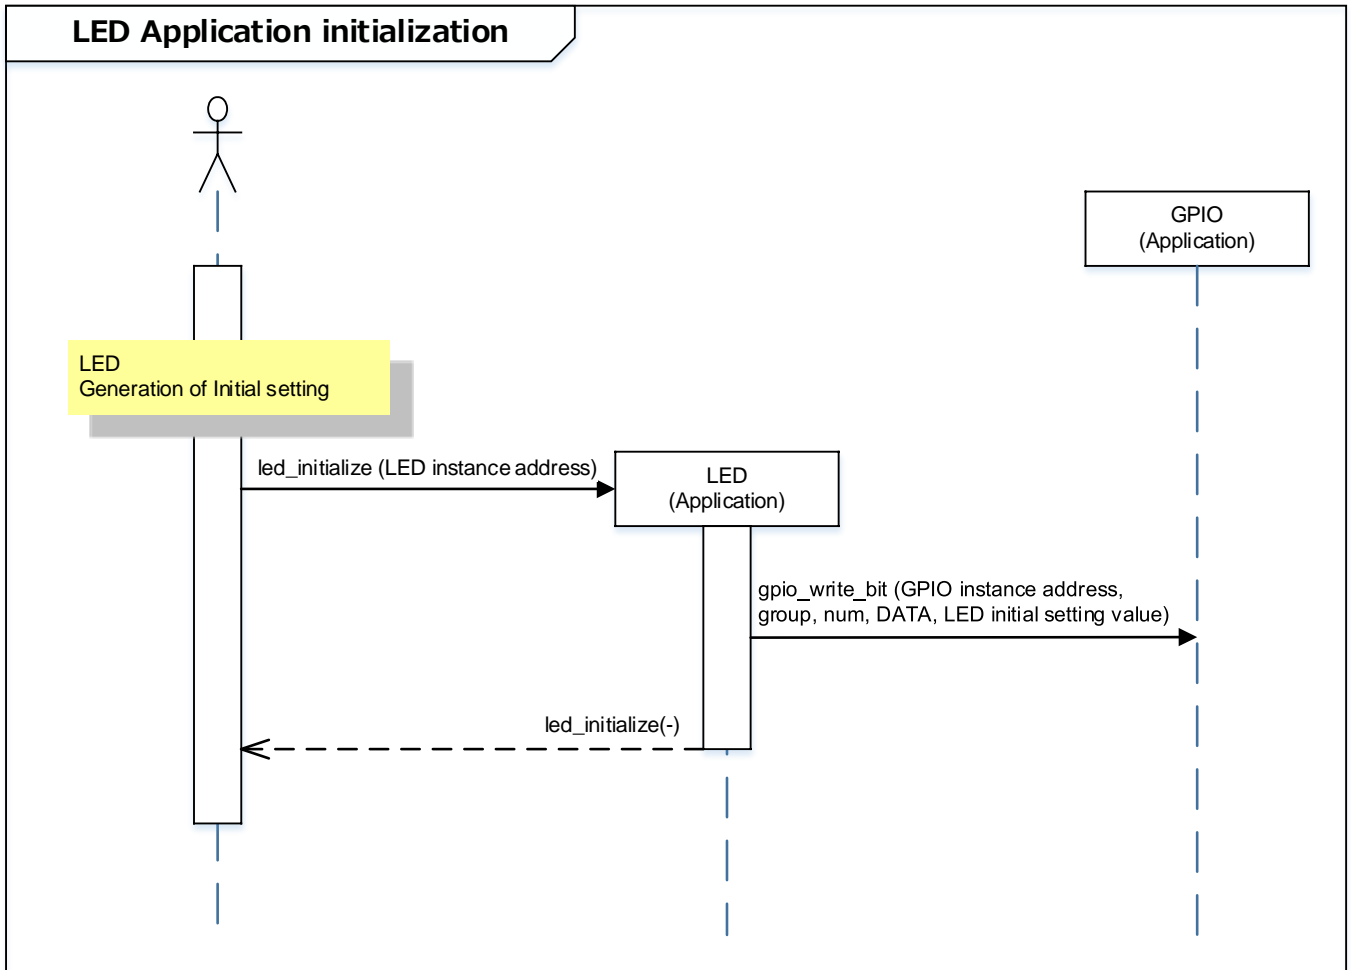 LED Application initialization
GPIO
(Application)
LED
Generation of Initial setting
led_initialize (LED instance address)
LED
(Application)
gpio_write_bit (GPIO instance address,
group, num, DATA, LED initial setting value)
led_initialize(-)